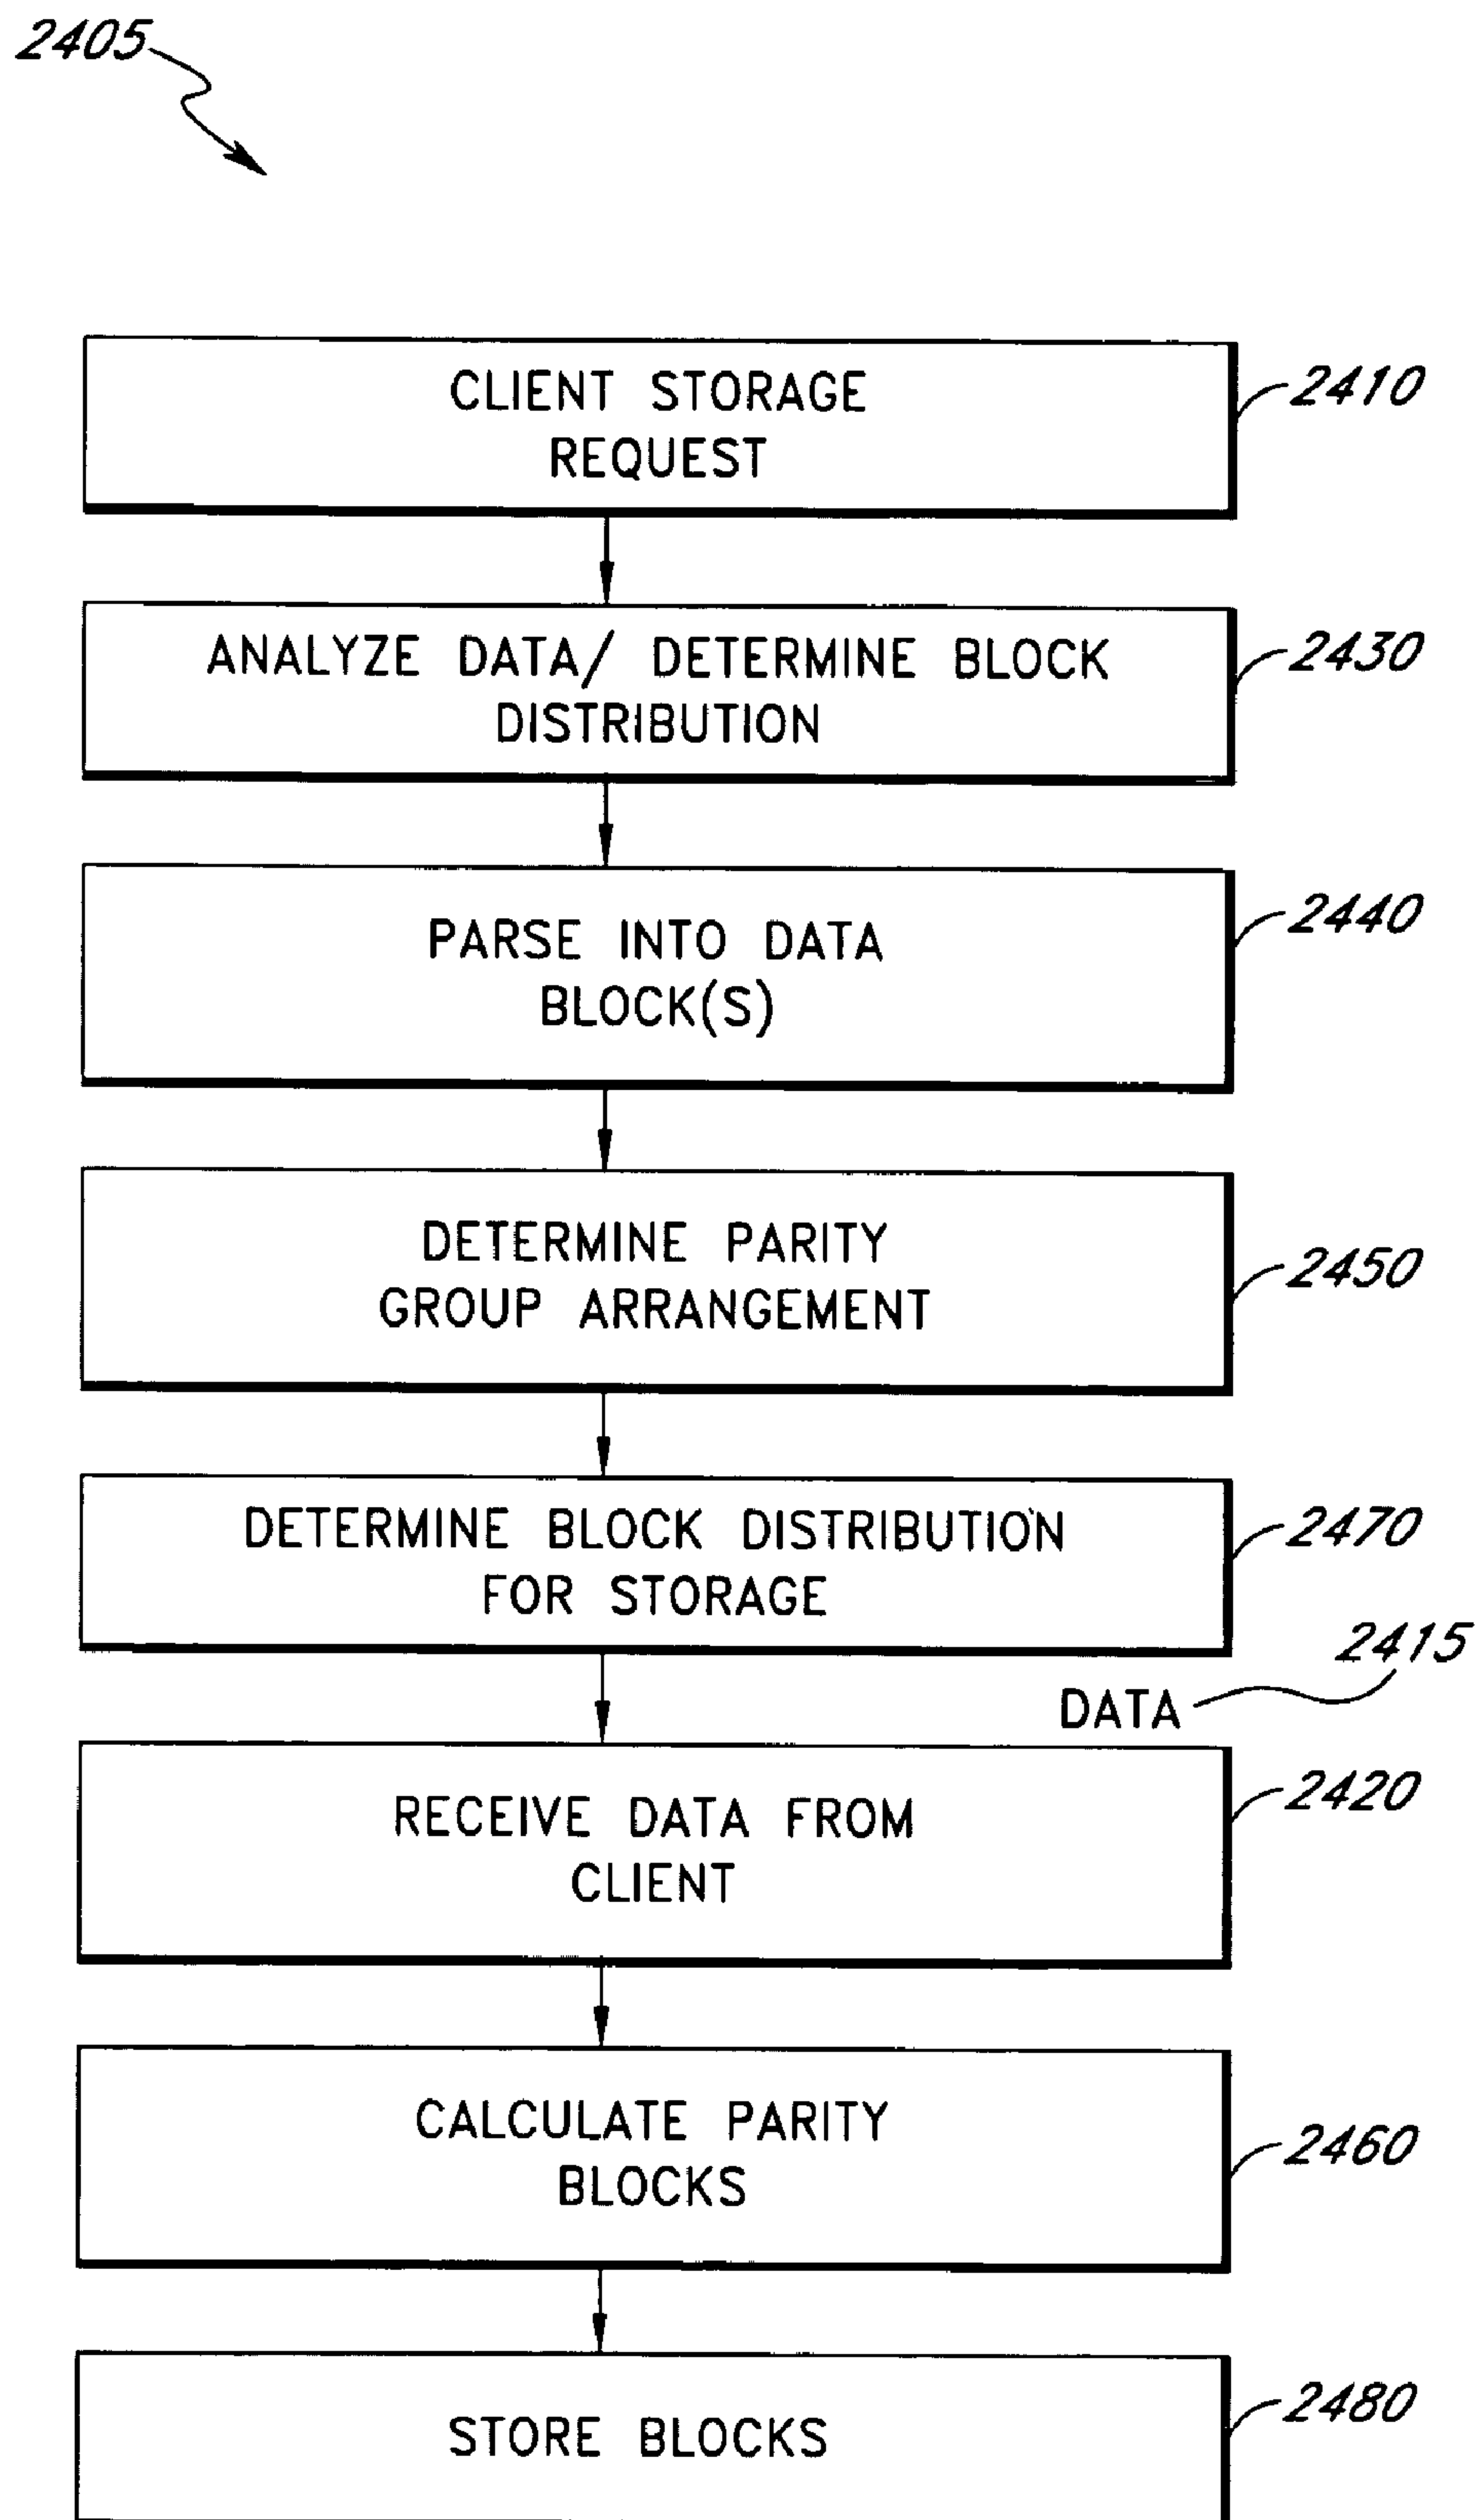 2405
CLIENT STORAGE
REQUEST
2410
ANALYZE DATA/ DETERMINE BLOCK
DISTRIBUTION
2430
PARSE INTO DATA
BLOCK(S)
2440
DETERMINE PARITY
GROUP ARRANGEMENT
2450
DETERMINE BLOCK DISTRIBUTION
FOR STORAGE
2470
2415
DATA
RECEIVE DATA FROM
CLIENT
2420
CALCULATE PARITY
BLOCKS
2460
STORE BLOCKS
2480